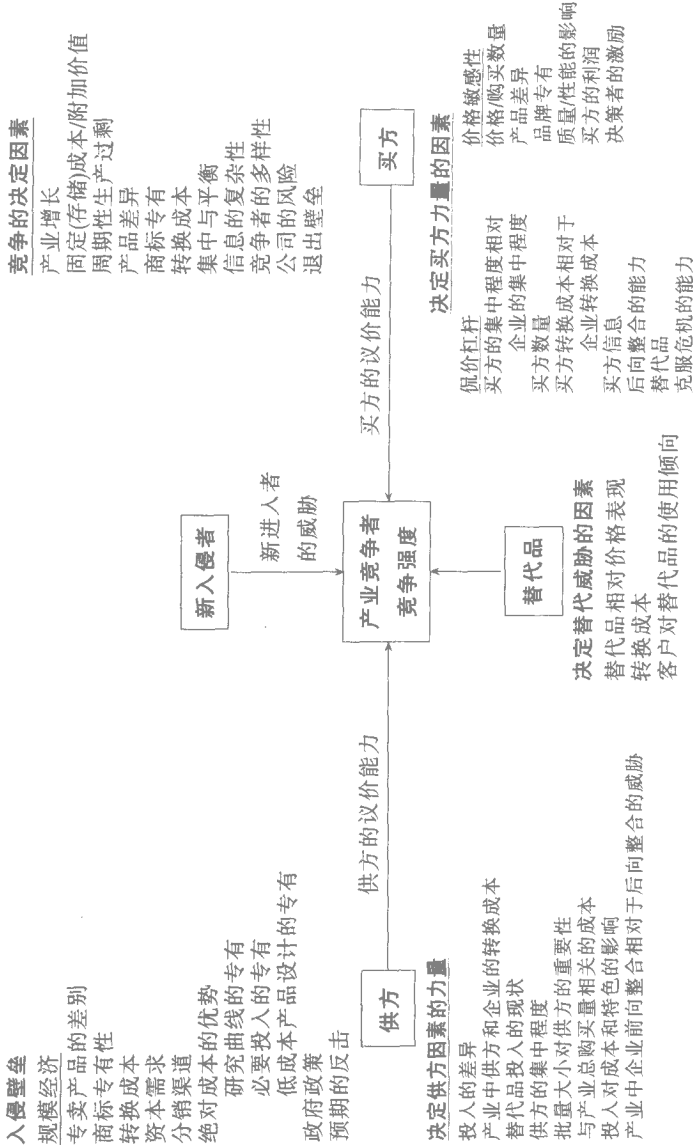 入侵壁垒
规模经济
专卖产品的差别
商标专有性
转换成本
资本需求
分销渠道
绝对成本的优势
研究曲线的专有
必要投入的专有
低成本产品设计的专有
政府政策
预期的反击
新入侵者
新进入者
的威胁
竞争的决定因素
产业增长
固定(存储)成本/附加价值
周期性生产过剩
产品差异
商标专有
转换成本
集中与平衡
信息的复杂性
竞争者的多样性
公司的风险
退出壁垒
供方
供方的议价能力
产业竞争者
竞争强度
买方的议价能力
买方
决定供方因素的力量
投入的差异
产业中供方和企业的转换成本
替代品投入的现状
供方的集中程度
批量大小对供方的重要性
与产业总购买量相关的成本
投入对成本和特色的影响
产业中企业前向整合相对于后向整合的威胁
替代品
决定替代威胁的因素
替代品相对价格表现
转换成本
客户对替代品的使用倾向
决定买方力量的因素
侃价杠杆
买方的集中程度相对
企业的集中程度
买方数量
买方转换成本相对于
企业转换成本
买方信息
后向整合的能力
替代品
克服危机的能力
价格敏感性
价格/购买数量
产品差异
品牌专有
质量/性能的影响
买方的利润
决策者的激励